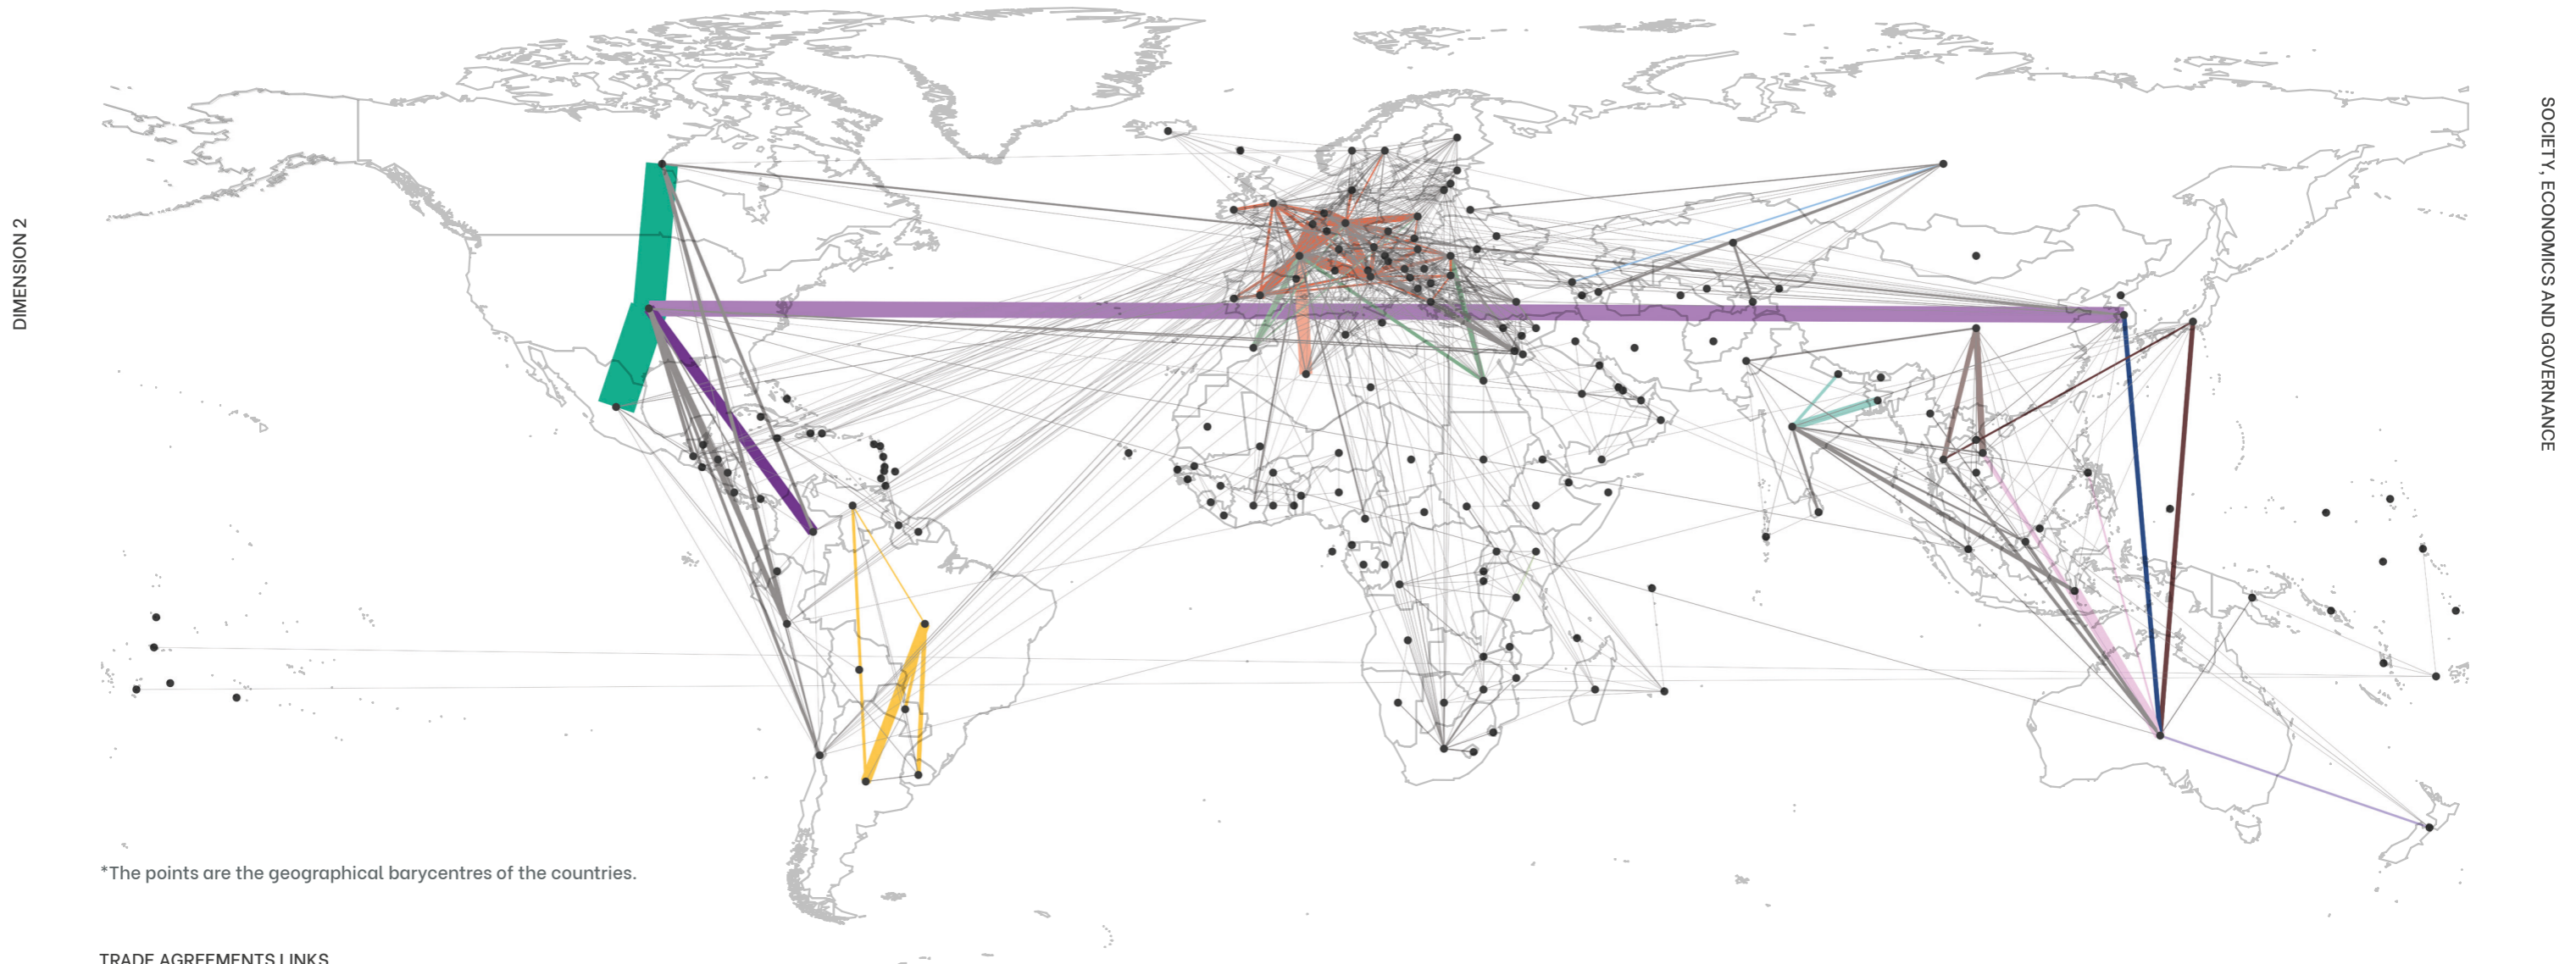 DIMENSION 2
SOCIETY, ECONOMICS AND GOVERNANCE
*The points are the geographical barycentres of the countries.
TRADE AGREEMENTS LINKS